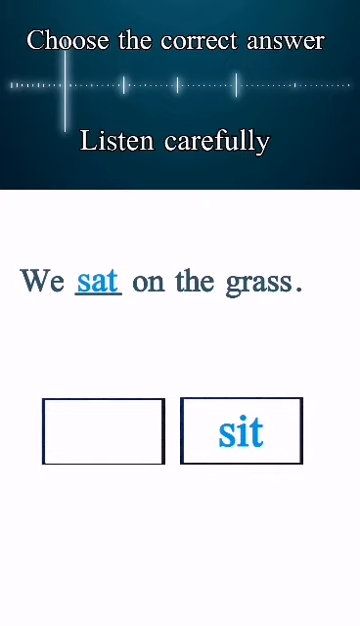 Choose the correct answer
Listen carefully
We sat on the grass.
sit